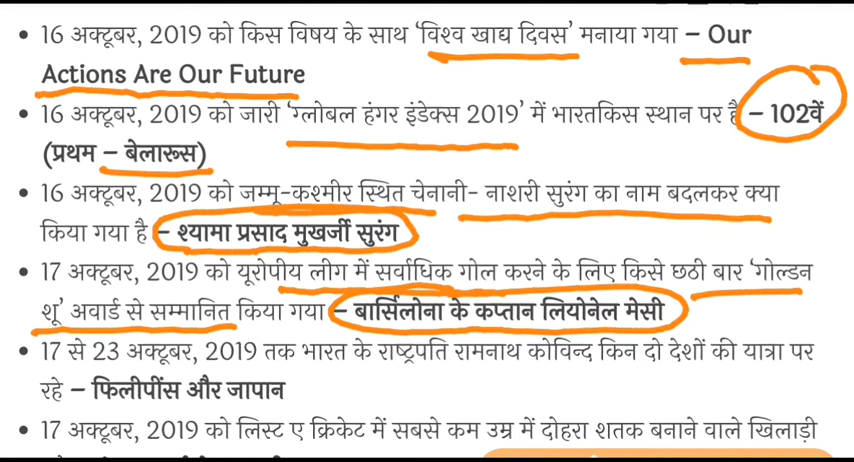 • 16 अक्टूबर, 2019 को किस विषय के साथ ‘विश्व खाद्य दिवस’ मनाया गया – Our
Actions Are Our Future
• 16 अक्टूबर, 2019 को जारी ‘ग्लोबल हंगर इंडेक्स 2019’ में भारतकिस स्थान पर है – 102वें
(प्रथम – बेलारूस)
• 16 अक्टूबर, 2019 को जम्मू-कश्मीर स्थित चेनानी- नाशरी सुरंग का नाम बदलकर क्या
किया गया है – श्यामा प्रसाद मुखर्जी सुरंग
• 17 अक्टूबर, 2019 को यूरोपीय लीग में सर्वाधिक गोल करने के लिए किसे छठी बार ‘गोल्डन
शू’ अवार्ड से सम्मानित किया गया – बार्सिलोना के कप्तान लियोनेल मेसी
• 17 से 23 अक्टूबर, 2019 तक भारत के राष्ट्रपति रामनाथ कोविन्द किन दो देशों की यात्रा पर
रहे – फिलीपींस और जापान
• 17 अक्टूबर, 2019 को लिस्ट ए क्रिकेट में सबसे कम उम्र में दोहरा शतक बनाने वाले खिलाड़ी